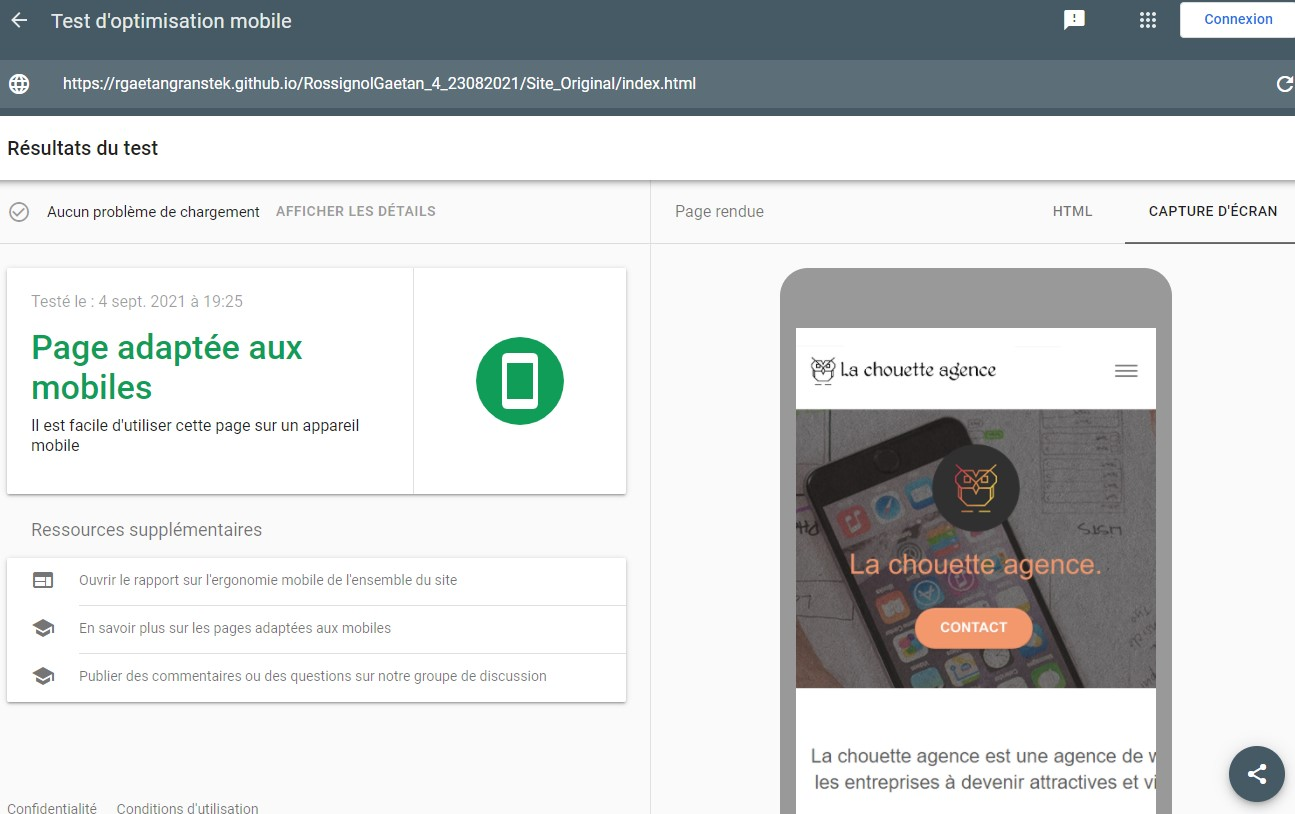 Test d'optimisation mobile
Connexion
https://rgaetangranstek.github.io/RossignolGaetan_4_23082021/Site_Original/index.html
Résultats du test
Aucun problème de chargement AFFICHER LES DÉTAILS
Page rendue
HTML
CAPTURE D'ÉCRAN
Testé le : 4 sept. 2021 à 19:25
Page adaptée aux
mobiles
Il est facile d'utiliser cette page sur un appareil
mobile
Ressources supplémentaires
Ouvrir le rapport sur l'ergonomie mobile de l'ensemble du site
En savoir plus sur les pages adaptées aux mobiles
Publier des commentaires ou des questions sur notre groupe de discussion
Confidentialité Conditions d'utilisation
La chouette agence
La chouette agence.
CONTACT
La chouette agence est une agence de
les entreprises à devenir attractives et